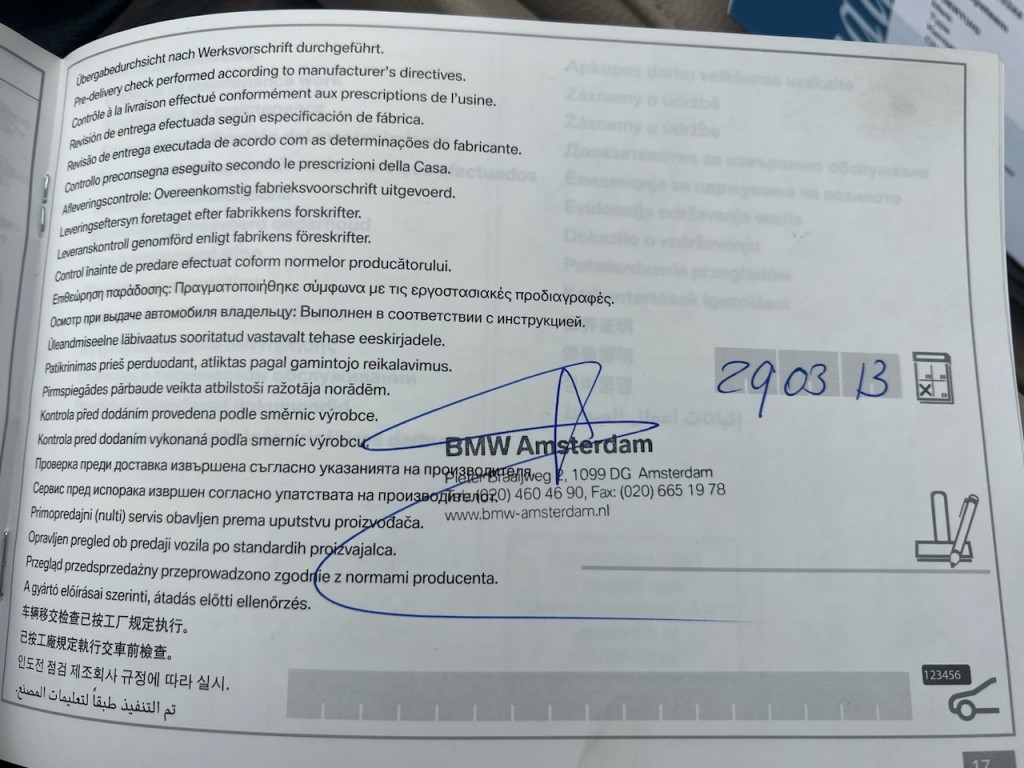 Übergabedurchsicht nach Werksvorschrift durchgeführt.
Pre-delivery check performed according to manufacturer's directives.
Contrôle à la livraison effectué conformément aux prescriptions de l'usine.
Revisión de entrega efectuada según especificación de fábrica.
Revisão de entrega executada de acordo com as determinações do fabricante.
Controllo preconsegna eseguito secondo le prescrizioni della Casa.
Afleveringscontrole: Overeenkomstig fabrieksvoorschrift uitgevoerd.
Leveringseftersyn foretaget efter fabrikkens forskrifter.
Leveranskontroll genomförd enligt fabrikens föreskrifter.
Control înainte de predare efectuat coform normelor producătorului.
Επιθεώρηση παράδοσης: Πραγματοποιήθηκε σύμφωνα με τις εργοστασιακές προδιαγραφές.
Осмотр при выдаче автомобиля владельцу: Выполнен в соответствии с инструкцией.
Üleandmiseelne läbivaatus sooritatud vastavalt tehase eeskirjadele.
Patikrinimas prieš perduodant, atliktas pagal gamintojo reikalavimus.
Pirmspiegādes pārbaude veikta atbilstoši ražotāja norādēm.
Kontrola před dodáním provedena podle směrnic výrobce.
Kontrola pred dodaním vykonaná podľa smerníc výrobcu.
Проверка преди доставка извършена съгласно указанията на производителя.
Сервис пред испорака извршен согласно упатствата на производителот.
Primopredajni (nulti) servis obavljen prema uputstvu proizvođača.
Opravljen pregled ob predaji vozila po standardih proizvajalca.
Przegląd przedsprzedażny przeprowadzono zgodnie z normami producenta.
A gyártó előírásai szerinti, átadás előtti ellenőrzés.
车辆移交检查已按工厂规定执行。
已按工廠規定執行交車前檢查。
인도전 점검 제조회사 규정에 따라 실시.
تم التنفيذ طبقاً لتعليمات المصنع.
29 03 13
BMW Amsterdam
Pieter Braaijweg 2, 1099 DG Amsterdam
(020) 460 46 90, Fax: (020) 665 19 78
www.bmw-amsterdam.nl
123456
17